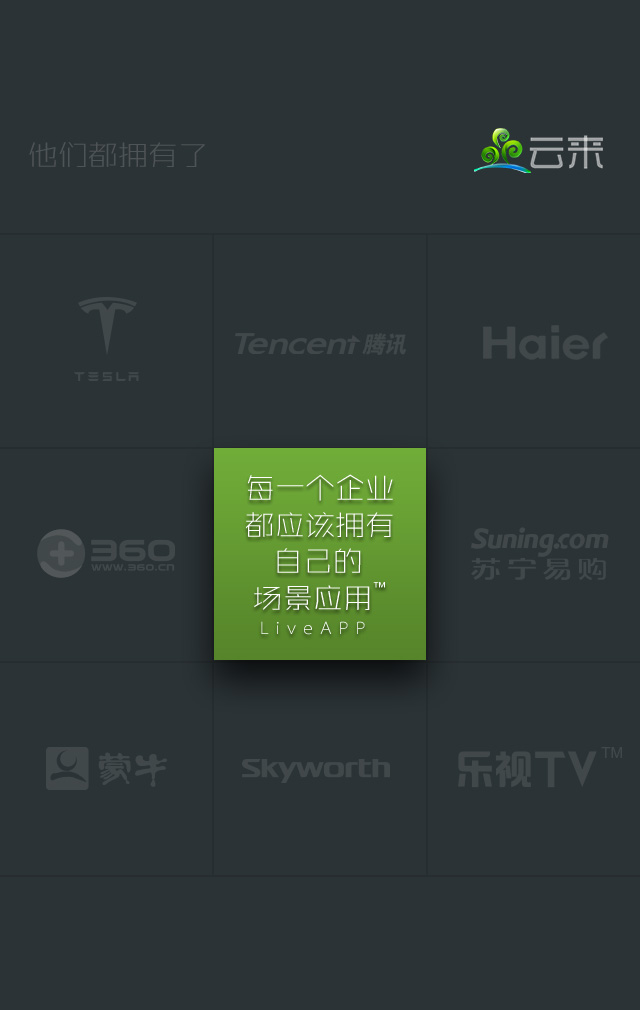 他们都拥有了
云来
TESLA
Tencent 腾讯
Haier
360
www.360.cn
每一个企业
都应该拥有
自己的
场景应用™
LiveAPP
Suning.com
苏宁易购
蒙牛
Skyworth
乐视TV™